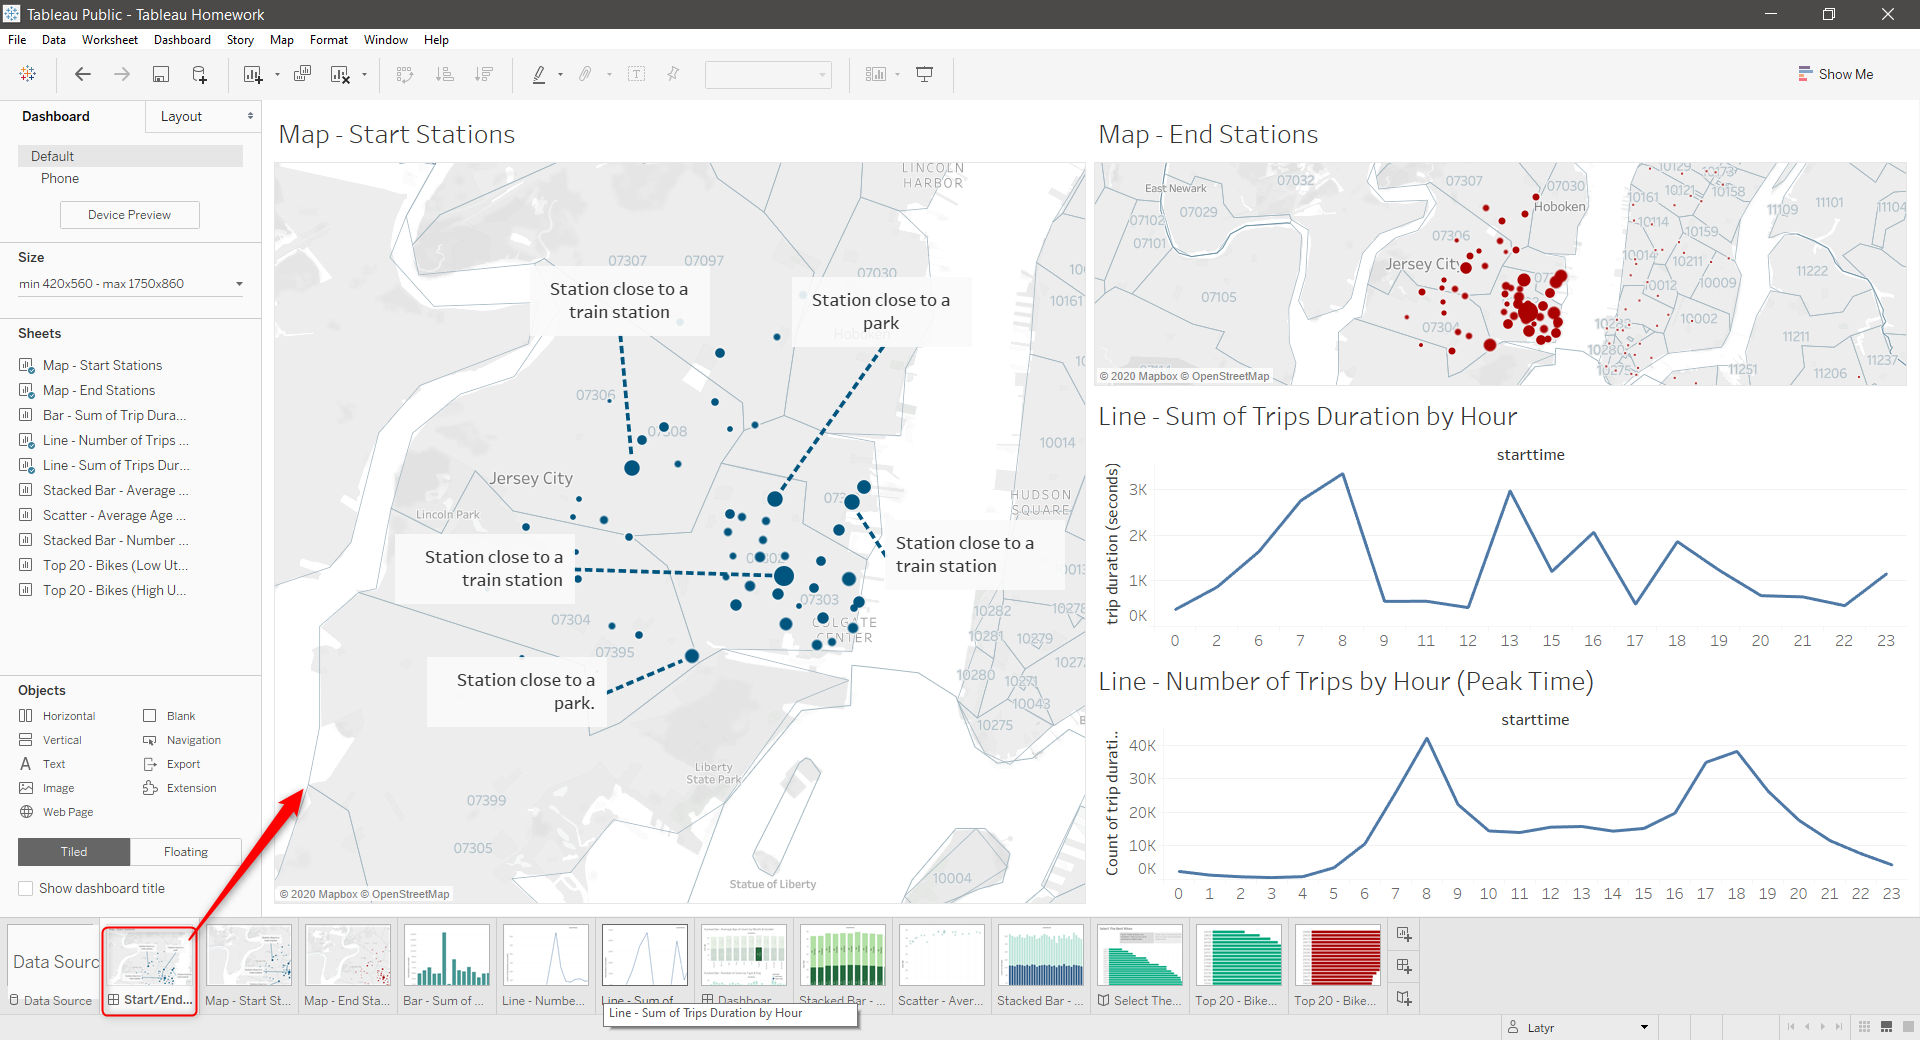 Tableau Public - Tableau Homework
File Data Worksheet Dashboard Story Map Format Window Help
Show Me
Dashboard
Layout
Default
Phone
Device Preview
Size
min 420x560 - max 1750x860
Sheets
Map - Start Stations
Map - End Stations
Bar - Sum of Trip Dura...
Line - Number of Trips ...
Line - Sum of Trips Dur...
Stacked Bar - Average ...
Scatter - Average Age ...
Stacked Bar - Number ...
Top 20 - Bikes (Low Ut...
Top 20 - Bikes (High U...
Objects
Horizontal
Blank
Vertical
Navigation
Text
Export
Image
Extension
Web Page
Tiled
Floating
Show dashboard title
Map - Start Stations
LINCOLN
HARBOR
07307
07097
07030
Station close to a
train station
Station close to a
park
10161
07306
07308
10014
Jersey City
Lincoln Park
HUDSON
SQUARE
Station close to a
train station
Station close to a
train station
07302
07303
07304
COLGATE
CENTER
07395
Station close to a
park.
10282
10278
10281
10279
10280
10271
10043
10275
Liberty
State Park
07399
07305
Statue of Liberty
10004
© 2020 Mapbox © OpenStreetMap
Map - End Stations
East Newark
07032
07307
07030
Hoboken
07102
07029
07101
07306
Jersey City
07105
07304
10129
10158
10161
10121
10114
10159
10014
10211
10012
10009
10002
10282
10280
11109
11101
11104
11222
11211
11237
11206
11251
© 2020 Mapbox © OpenStreetMap
Line - Sum of Trips Duration by Hour
starttime
trip duration (seconds)
3K
2K
1K
0K
0 2 6 7 8 9 11 12 13 15 16 17 18 19 20 21 22 23
Line - Number of Trips by Hour (Peak Time)
starttime
Count of trip durati..
40K
30K
20K
10K
0K
0 1 2 3 4 5 6 7 8 9 10 11 12 13 14 15 16 17 18 19 20 21 22 23
Data Sourc
Data Source
Start/End...
Map - Start St...
Map - End Sta...
Bar - Sum of ...
Line - Numbe...
Line - Sum of
Dashboar
Stacked Bar - ...
Scatter - Aver...
Stacked Bar - ...
Select The...
Top 20 - Bike...
Top 20 - Bike...
Line - Sum of Trips Duration by Hour
Latyr